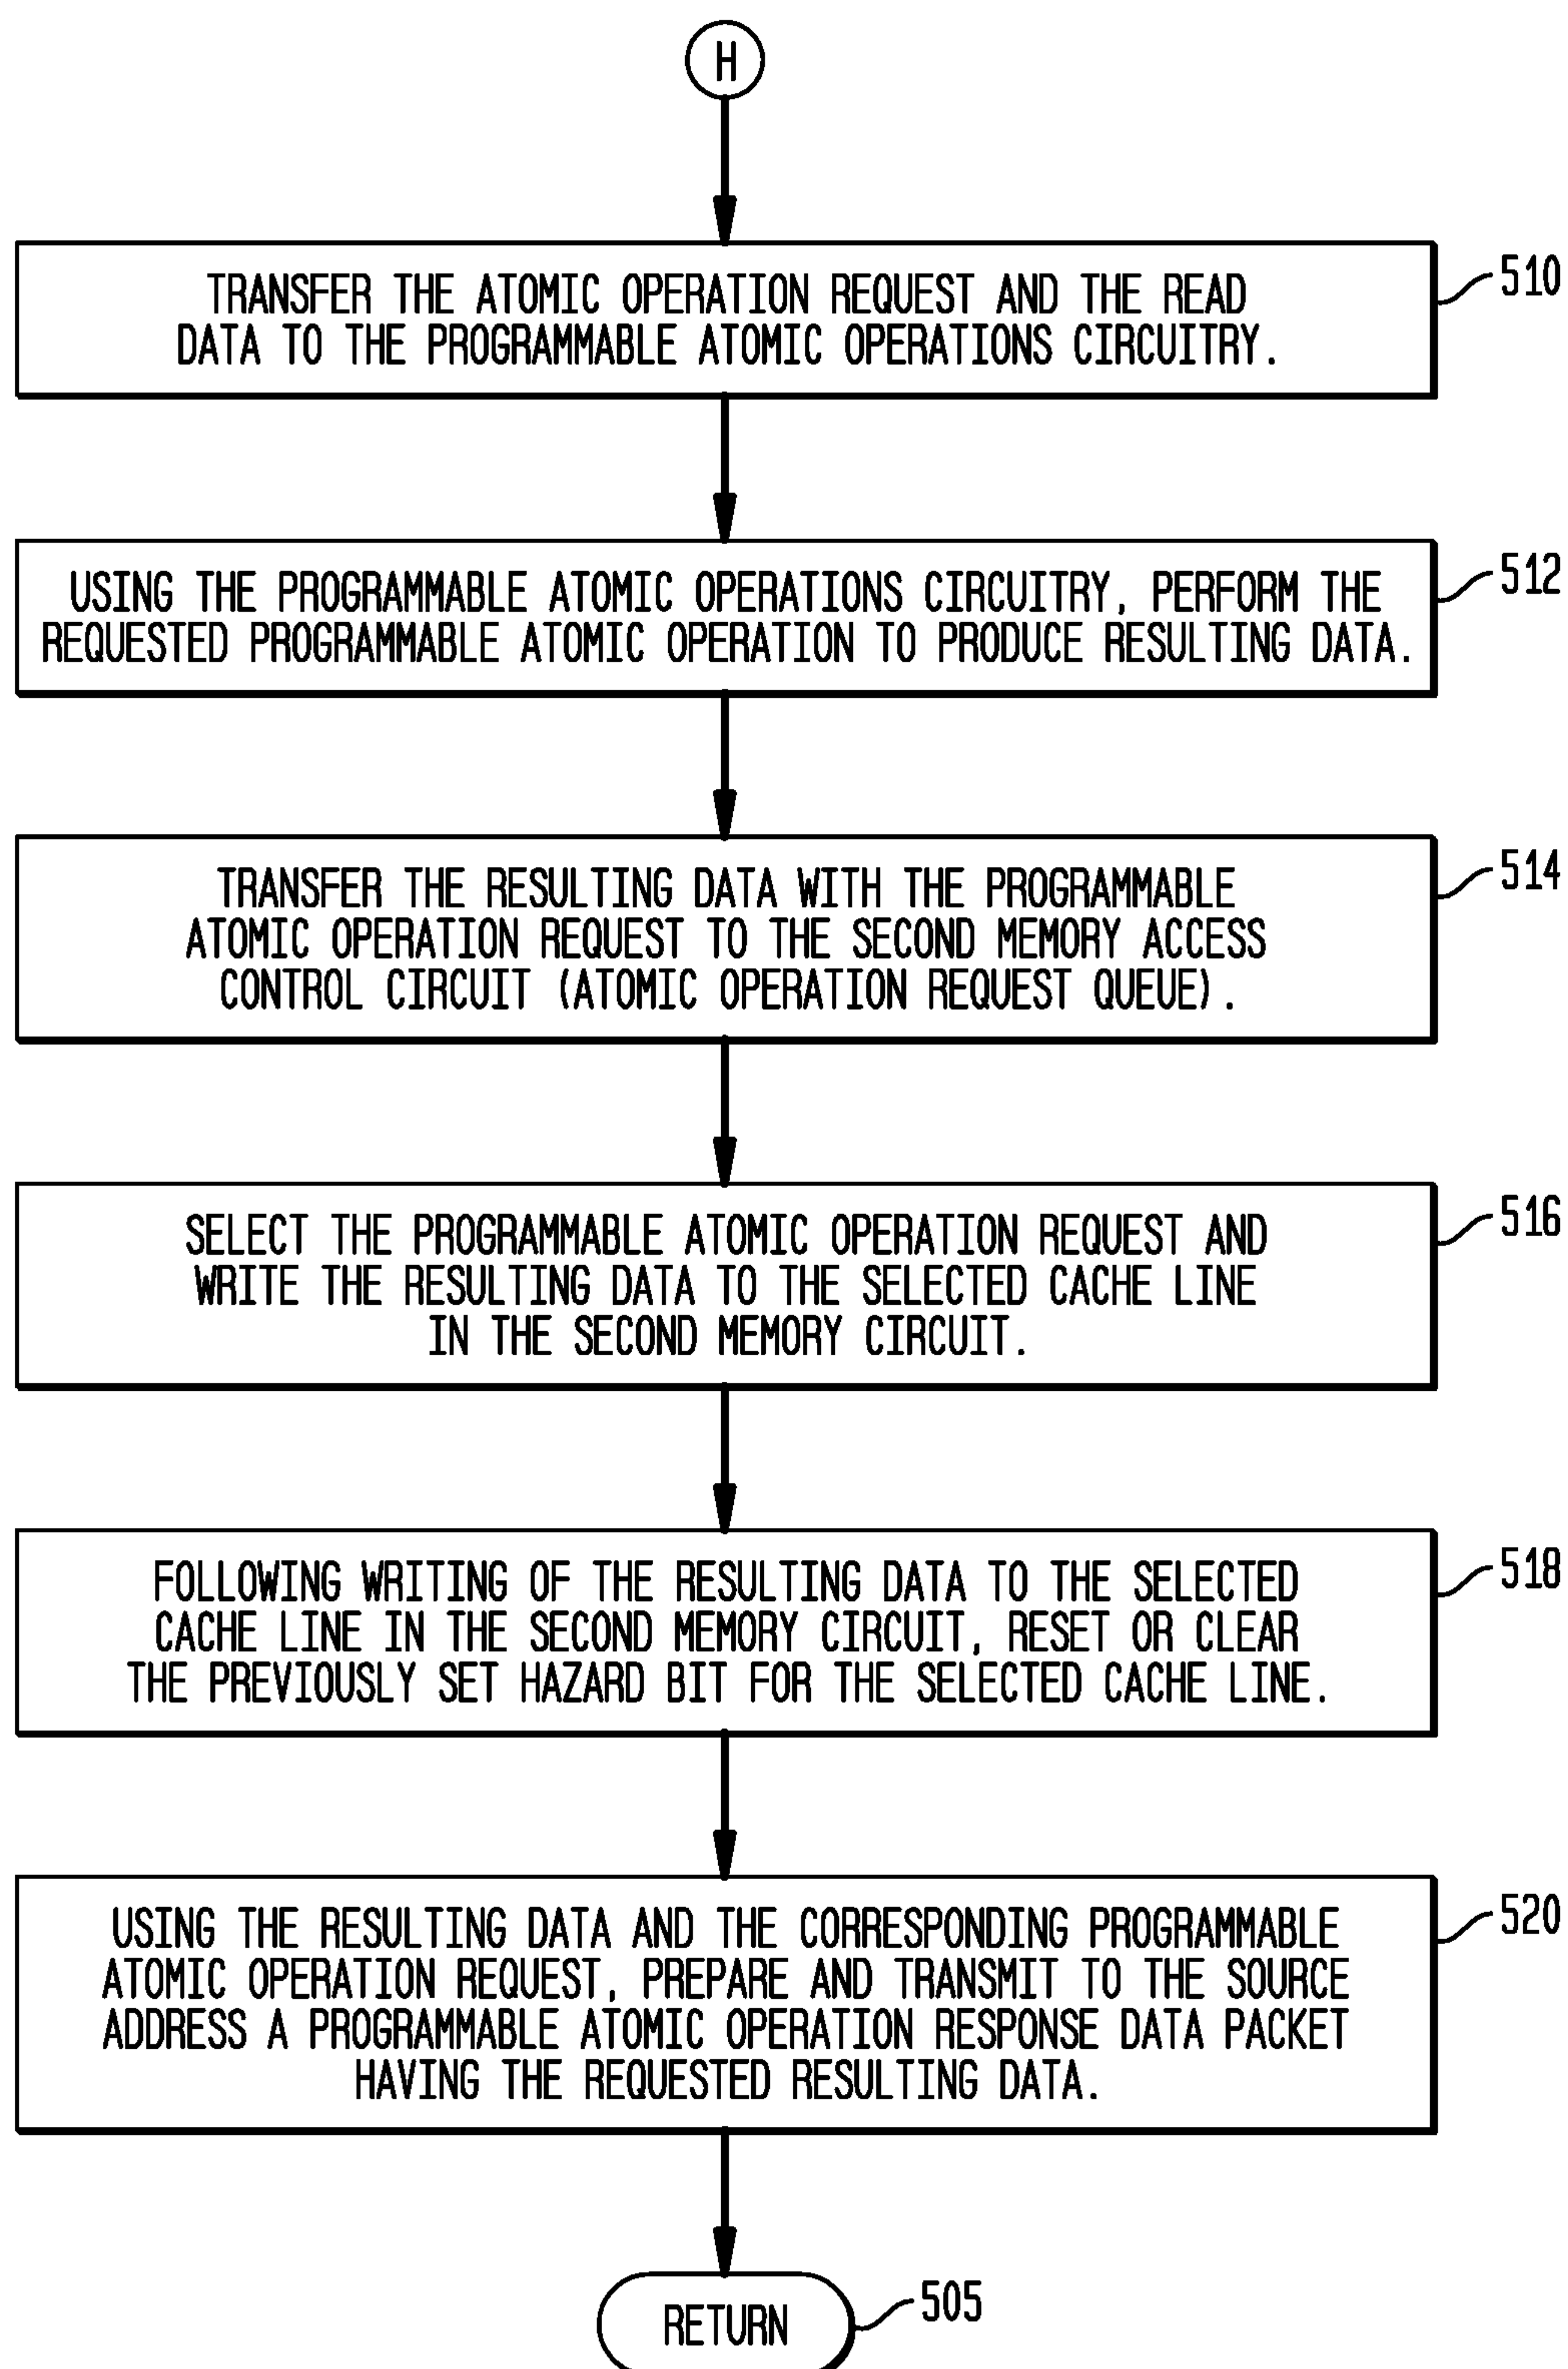 H
TRANSFER THE ATOMIC OPERATION REQUEST AND THE READ
DATA TO THE PROGRAMMABLE ATOMIC OPERATIONS CIRCUITRY.
510
USING THE PROGRAMMABLE ATOMIC OPERATIONS CIRCUITRY, PERFORM THE
REQUESTED PROGRAMMABLE ATOMIC OPERATION TO PRODUCE RESULTING DATA.
512
TRANSFER THE RESULTING DATA WITH THE PROGRAMMABLE
ATOMIC OPERATION REQUEST TO THE SECOND MEMORY ACCESS
CONTROL CIRCUIT (ATOMIC OPERATION REQUEST QUEUE).
514
SELECT THE PROGRAMMABLE ATOMIC OPERATION REQUEST AND
WRITE THE RESULTING DATA TO THE SELECTED CACHE LINE
IN THE SECOND MEMORY CIRCUIT.
516
FOLLOWING WRITING OF THE RESULTING DATA TO THE SELECTED
CACHE LINE IN THE SECOND MEMORY CIRCUIT, RESET OR CLEAR
THE PREVIOUSLY SET HAZARD BIT FOR THE SELECTED CACHE LINE.
518
USING THE RESULTING DATA AND THE CORRESPONDING PROGRAMMABLE
ATOMIC OPERATION REQUEST, PREPARE AND TRANSMIT TO THE SOURCE
ADDRESS A PROGRAMMABLE ATOMIC OPERATION RESPONSE DATA PACKET
HAVING THE REQUESTED RESULTING DATA.
520
RETURN
505